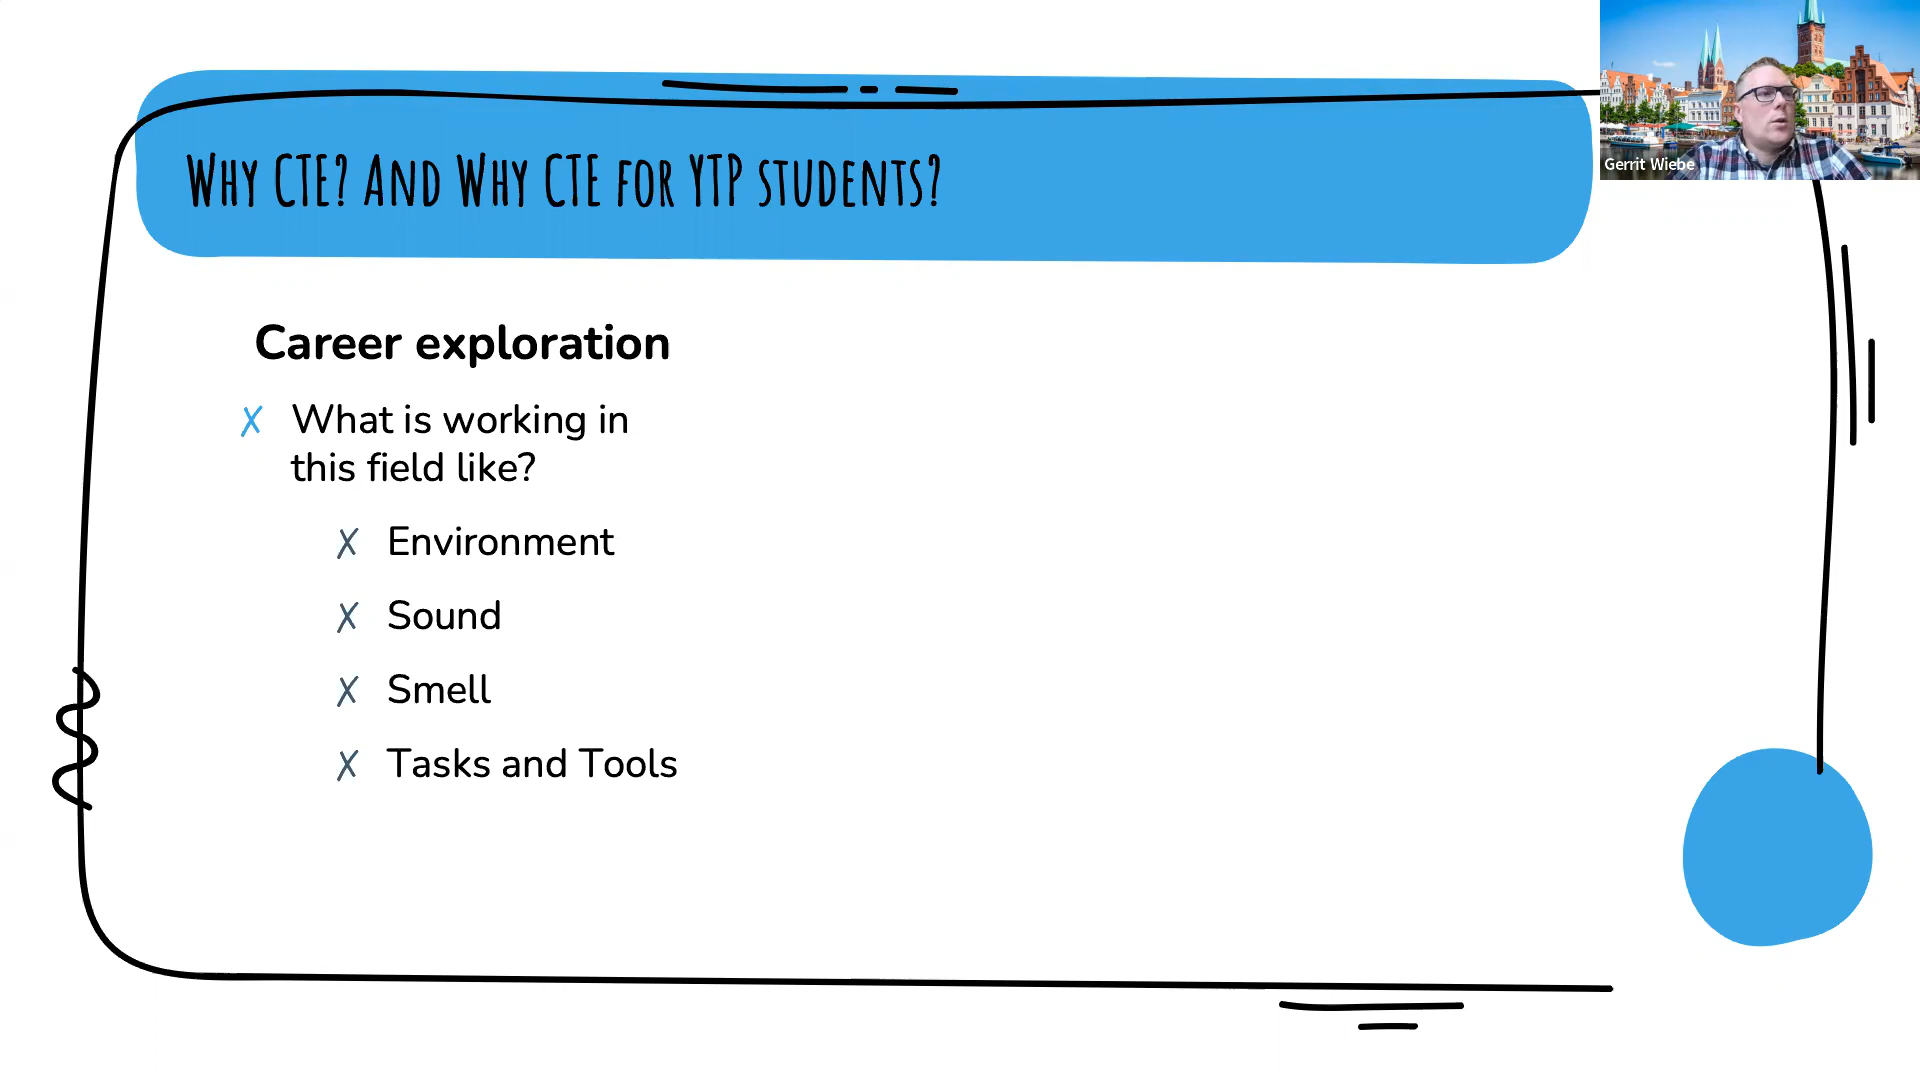 Why CTE? And Why CTE for YTP students?
Gerrit Wiebe
Career exploration
What is working in
this field like?
Environment
Sound
Smell
Tasks and Tools